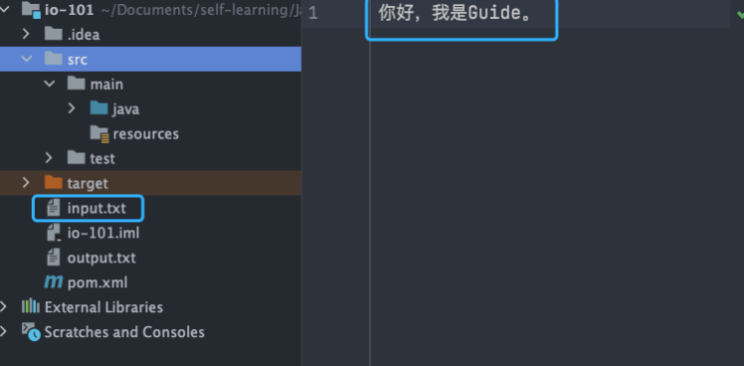 io-101 ~/Documents/self-learning/J
.idea
src
main
java
resources
test
target
input.txt
io-101.iml
output.txt
pom.xml
External Libraries
Scratches and Consoles
1 你好，我是Guide。